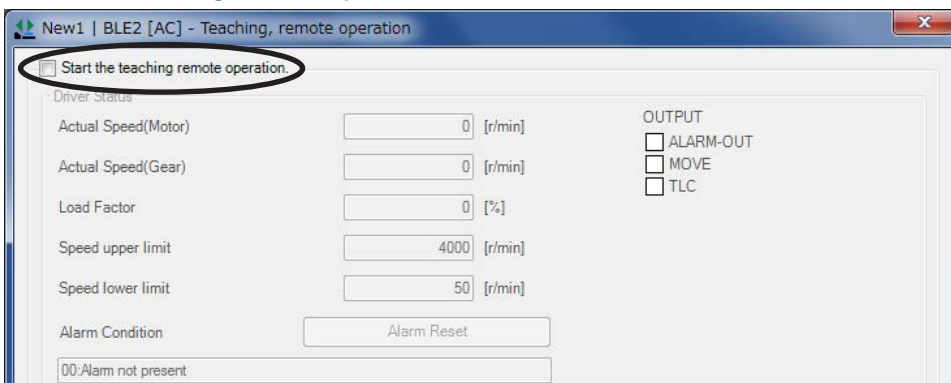 New1 | BLE2 [AC] - Teaching, remote operation
Start the teaching remote operation.
Driver Status
Actual Speed(Motor) 0 [r/min]
Actual Speed(Gear) 0 [r/min]
Load Factor 0 [%]
Speed upper limit 4000 [r/min]
Speed lower limit 50 [r/min]
Alarm Condition Alarm Reset
00:Alarm not present
OUTPUT
ALARM-OUT
MOVE
TLC